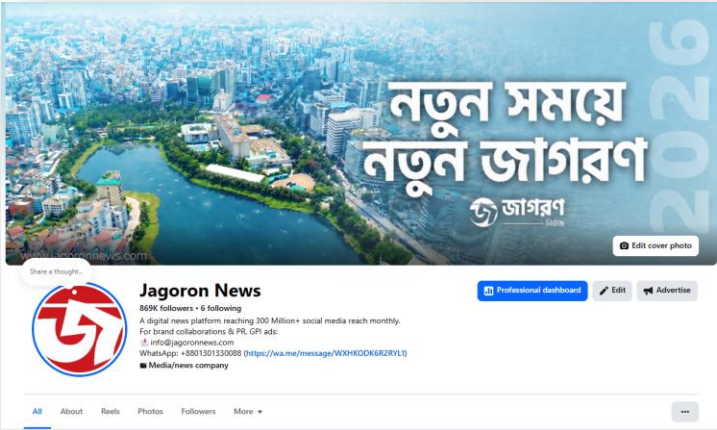 2026
নতুন সময়ে
নতুন জাগরণ
জাগরণ
নিউজ
www.jagoronnews.com
Edit cover photo
Share a thought...
Jagoron News
869K followers • 6 following
A digital news platform reaching 300 Million+ social media reach monthly.
For brand collaborations & PR, GPI ads:
info@jagoronnews.com
WhatsApp: +8801301330088 (https://wa.me/message/WXHKODK6R2RYL1)
Media/news company
Professional dashboard
Edit
Advertise
জ
All About Reels Photos Followers More